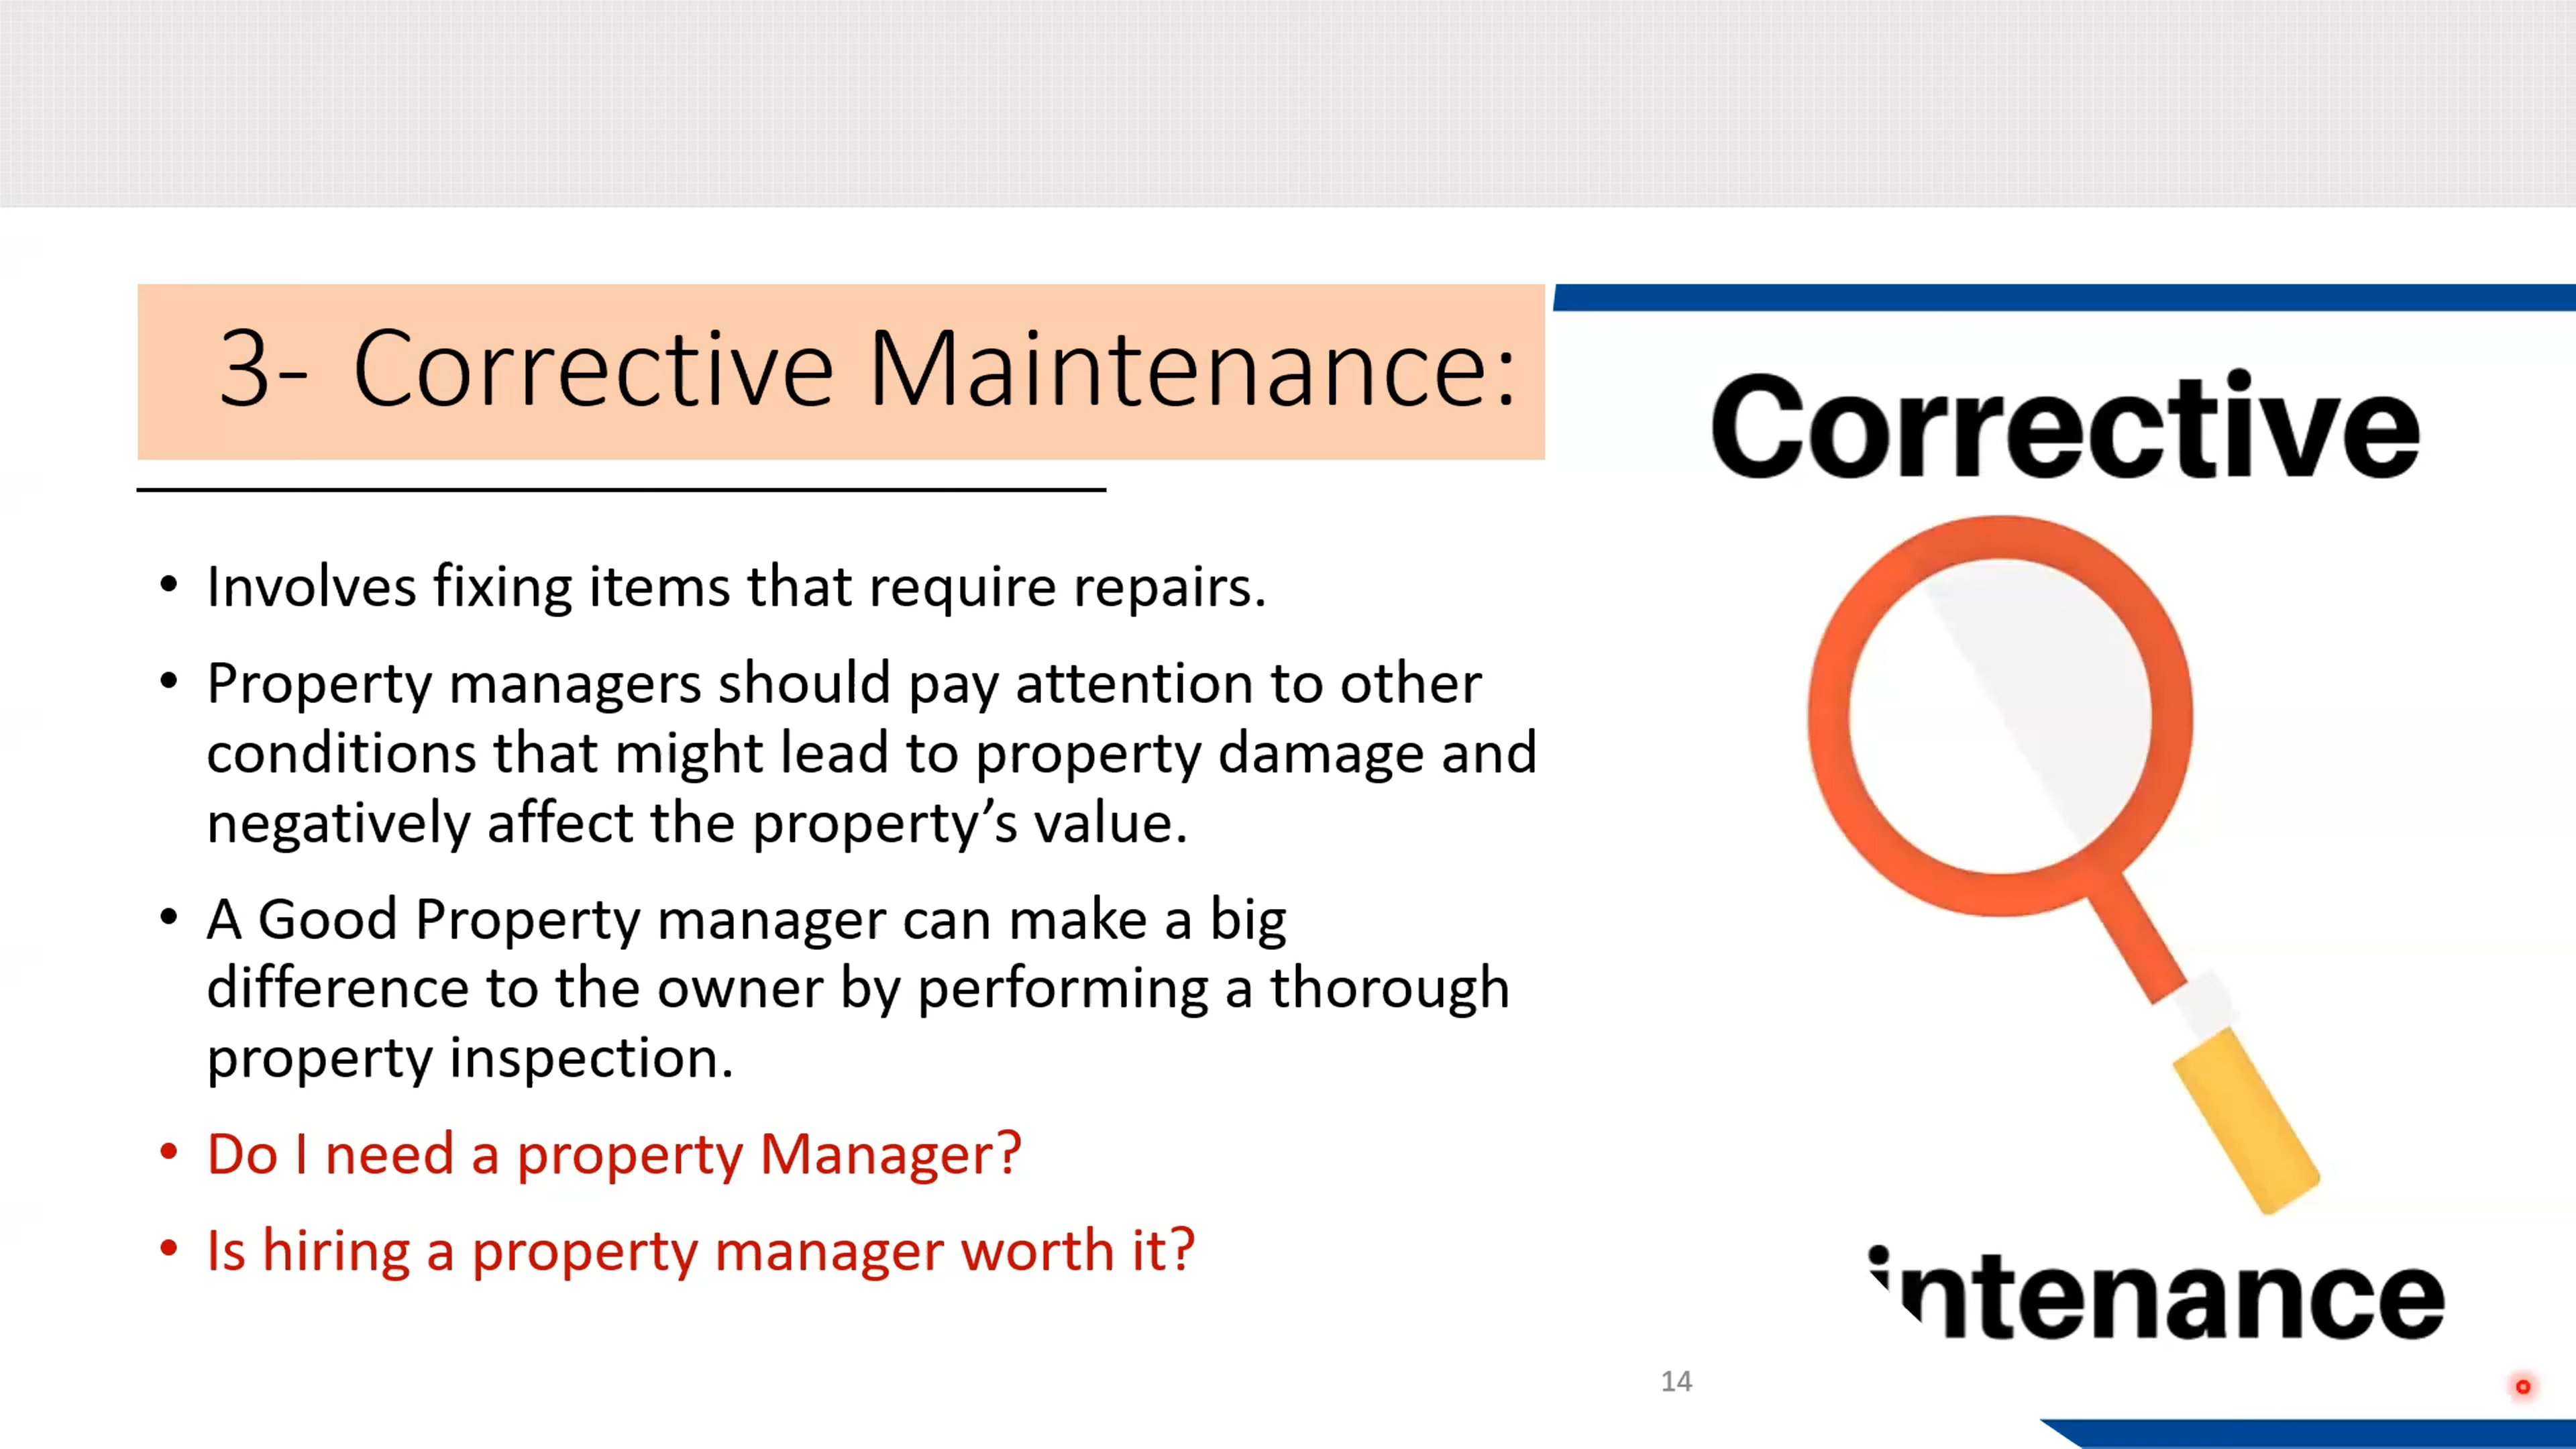 3- Corrective Maintenance:
• Involves fixing items that require repairs.
• Property managers should pay attention to other
conditions that might lead to property damage and
negatively affect the property’s value.
• A Good Property manager can make a big
difference to the owner by performing a thorough
property inspection.
• Do I need a property Manager?
• Is hiring a property manager worth it?
Corrective
intenance
14